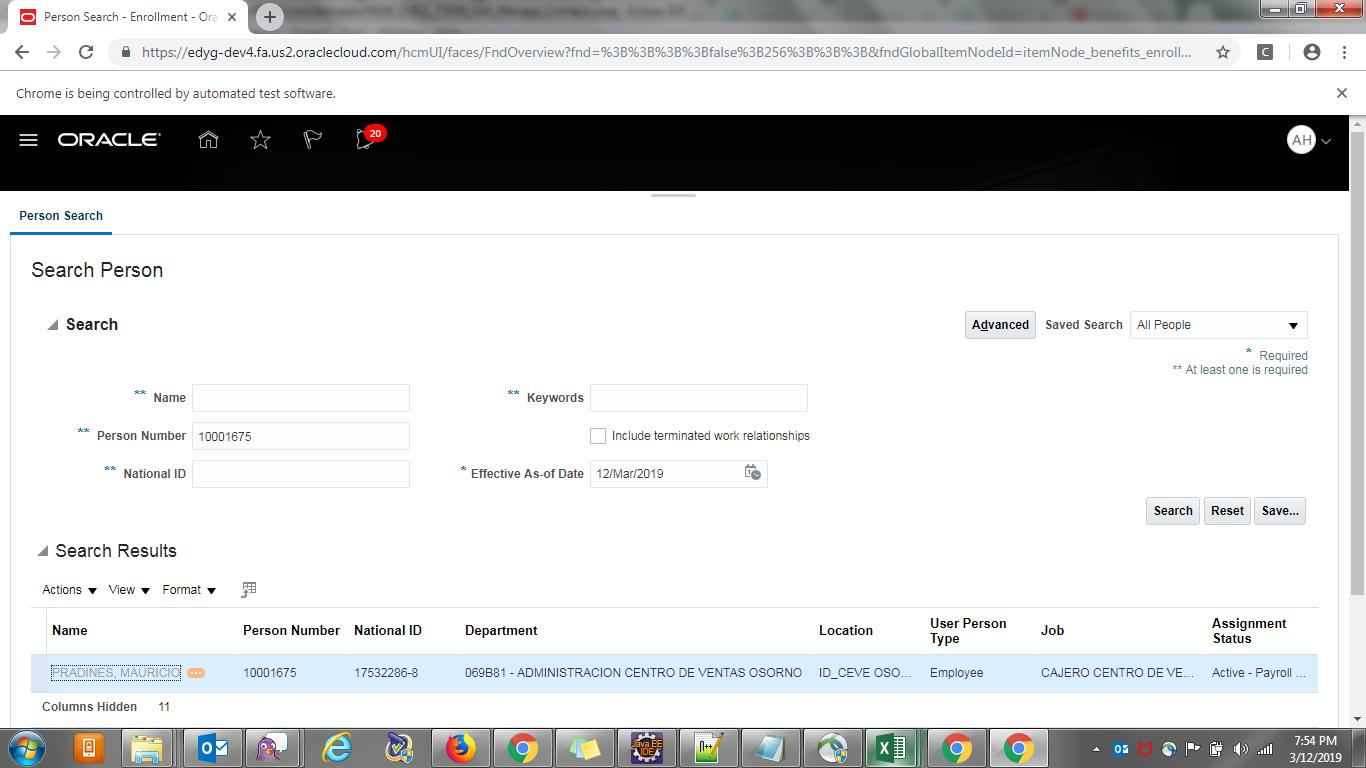 Person Search - Enrollment - Ora
https://edyg-dev4.fa.us2.oraclecloud.com/hcmUI/faces/FndOverview?fnd=%3B%3B%3B%3Bfalse%3B256%3B%3B%3B&fndGlobalItemNodeId=itemNode_benefits_enroll...
Chrome is being controlled by automated test software.
ORACLE 20 AH
Person Search
Search Person
Search
Advanced Saved Search All People
* Required
** At least one is required
** Name ** Keywords
** Person Number 10001675 Include terminated work relationships
** National ID * Effective As-of Date 12/Mar/2019
Search Reset Save...
Search Results
Actions View Format
Name Person Number National ID Department Location User Person Type Job Assignment Status
PRADINES, MAURICIO 10001675 17532286-8 069B81 - ADMINISTRACION CENTRO DE VENTAS OSORNO ID_CEVE OSO... Employee CAJERO CENTRO DE VE... Active - Payroll ...
Columns Hidden 11
Java EE IDE
7:54 PM
3/12/2019